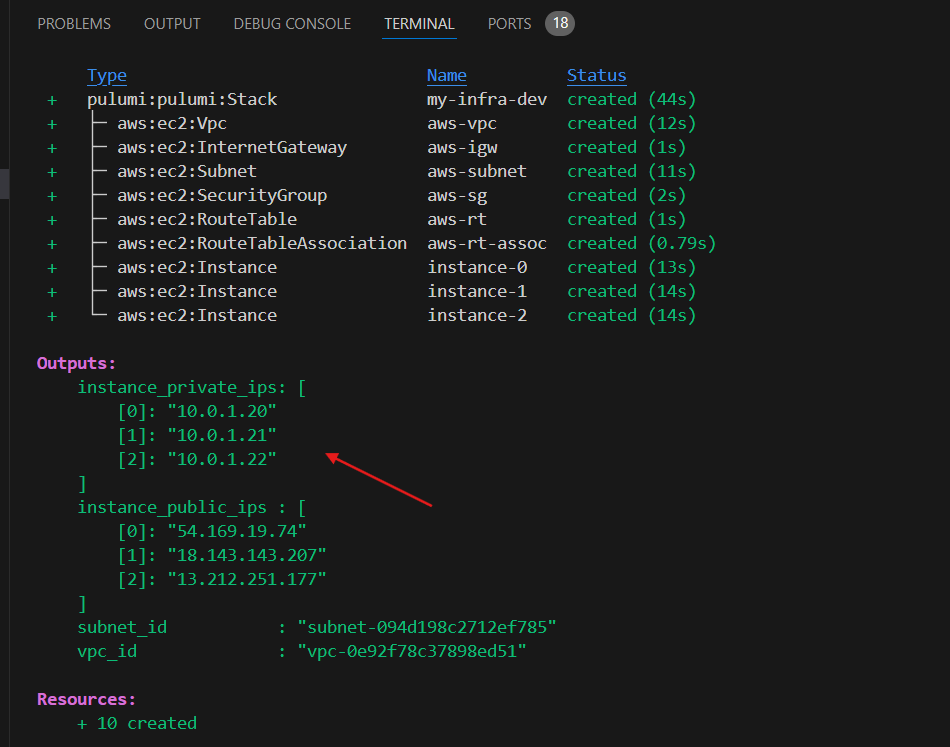 PROBLEMS OUTPUT DEBUG CONSOLE TERMINAL PORTS 18
Type Name Status
+ pulumi:pulumi:Stack my-infra-dev created (44s)
+ ├─ aws:ec2:Vpc aws-vpc created (12s)
+ ├─ aws:ec2:InternetGateway aws-igw created (1s)
+ ├─ aws:ec2:Subnet aws-subnet created (11s)
+ ├─ aws:ec2:SecurityGroup aws-sg created (2s)
+ ├─ aws:ec2:RouteTable aws-rt created (1s)
+ ├─ aws:ec2:RouteTableAssociation aws-rt-assoc created (0.79s)
+ ├─ aws:ec2:Instance instance-0 created (13s)
+ ├─ aws:ec2:Instance instance-1 created (14s)
+ └─ aws:ec2:Instance instance-2 created (14s)
Outputs:
instance_private_ips: [
[0]: "10.0.1.20"
[1]: "10.0.1.21"
[2]: "10.0.1.22"
]
instance_public_ips : [
[0]: "54.169.19.74"
[1]: "18.143.143.207"
[2]: "13.212.251.177"
]
subnet_id : "subnet-094d198c2712ef785"
vpc_id : "vpc-0e92f78c37898ed51"
Resources:
+ 10 created